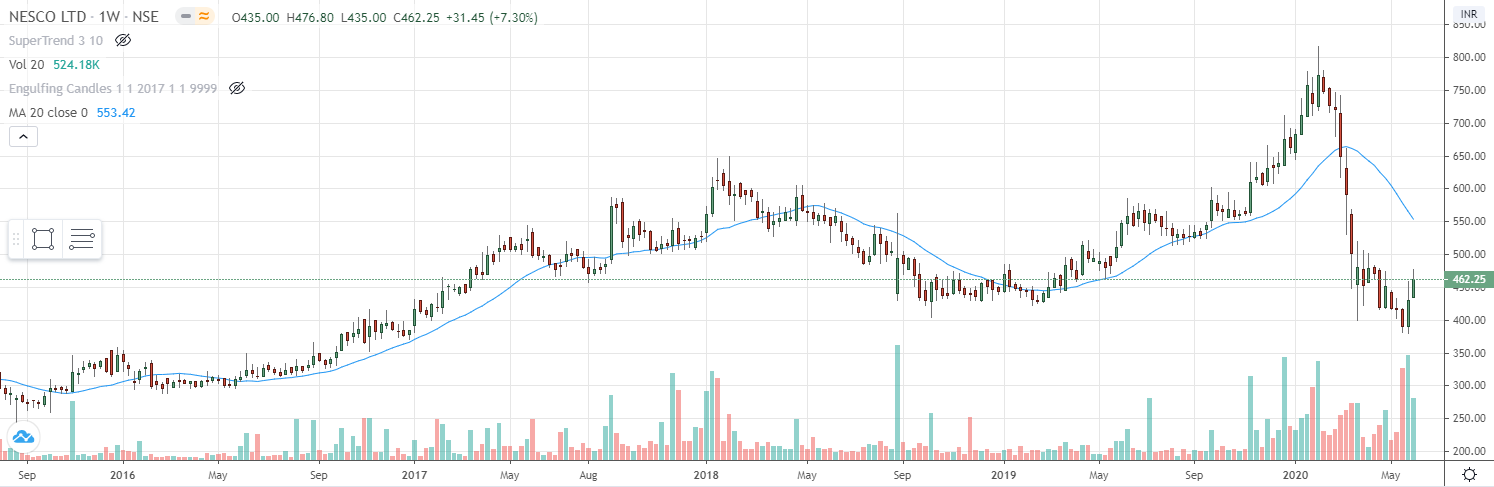 NESCO LTD · 1W · NSE O435.00 H476.80 L435.00 C462.25 +31.45 (+7.30%)
SuperTrend 3 10
Vol 20 524.18K
Engulfing Candles 1 1 2017 1 1 9999
MA 20 close 0 553.42
INR
850.00
800.00
750.00
700.00
650.00
600.00
550.00
500.00
462.25
450.00
400.00
350.00
300.00
250.00
200.00
Sep 2016 May Sep 2017 May Aug 2018 May Sep 2019 May Sep 2020 May